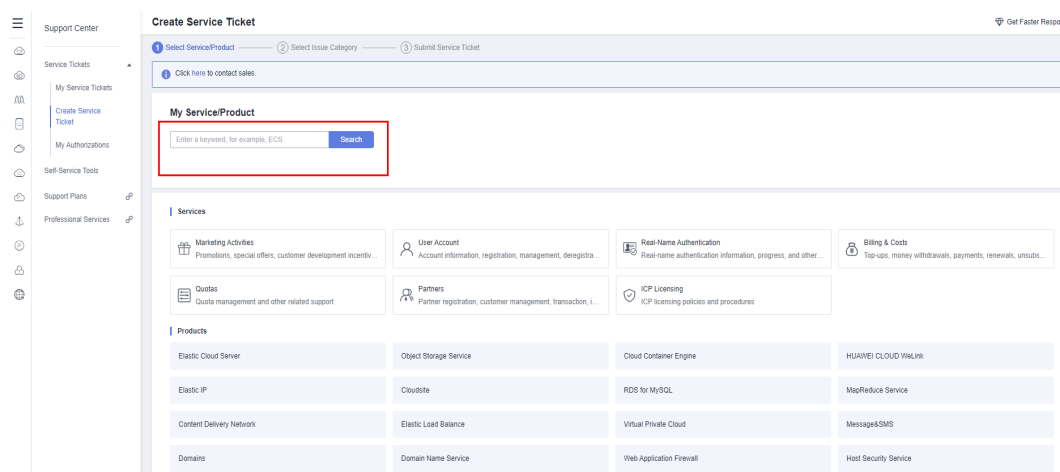 Support Center
Create Service Ticket
Get Faster Respo
1 Select Service/Product
2 Select Issue Category
3 Submit Service Ticket
Service Tickets
My Service Tickets
Create Service
Ticket
My Authorizations
Self-Service Tools
Support Plans
Professional Services
Click here to contact sales.
My Service/Product
Enter a keyword, for example, ECS.
Search
Services
Marketing Activities
Promotions, special offers, customer development incentiv...
User Account
Account information, registration, management, deregistra...
Real-Name Authentication
Real-name authentication information, progress, and other...
Billing & Costs
Top-ups, money withdrawals, payments, renewals, unsubs...
Quotas
Quota management and other related support
Partners
Partner registration, customer management, transaction, i...
ICP Licensing
ICP licensing policies and procedures
Products
Elastic Cloud Server
Object Storage Service
Cloud Container Engine
HUAWEI CLOUD WeLink
Elastic IP
Cloudsite
RDS for MySQL
MapReduce Service
Content Delivery Network
Elastic Load Balance
Virtual Private Cloud
Message&SMS
Domains
Domain Name Service
Web Application Firewall
Host Security Service